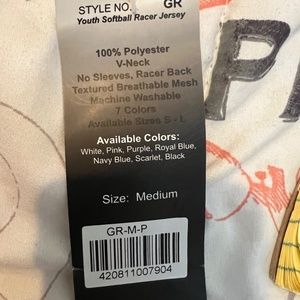 STYLE NO. GR
Youth Softball Racer Jersey
100% Polyester
V-Neck
No Sleeves, Racer Back
Textured Breathable Mesh
Machine Washable
7 Colors
Available Sizes S - L
Available Colors:
White, Pink, Purple, Royal Blue,
Navy Blue, Scarlet, Black
Size: Medium
GR-M-P
420811007904
PI